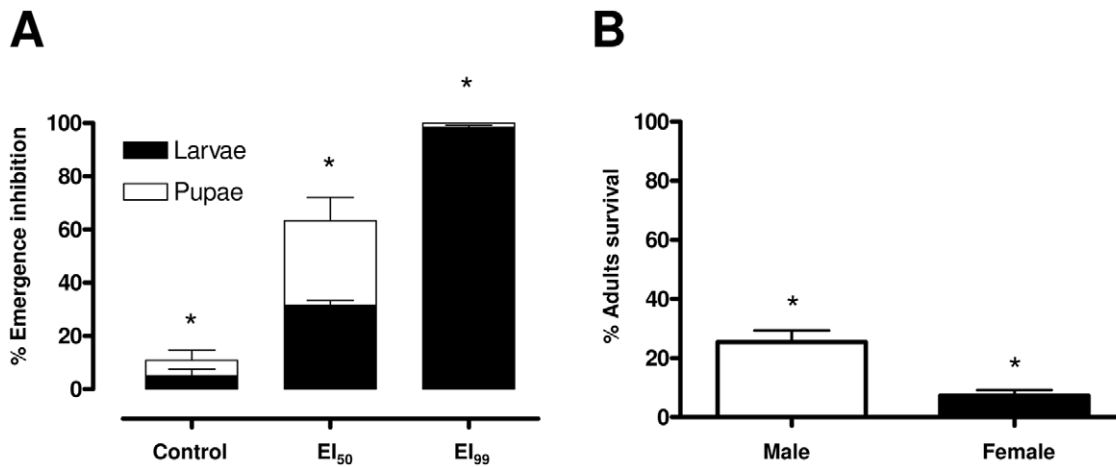 A
% Emergence inhibition
100
80
60
40
20
0
Larvae
Pupae
*
*
*
Control
EI₅₀
EI₉₉
B
% Adults survival
100
80
60
40
20
0
*
*
Male
Female